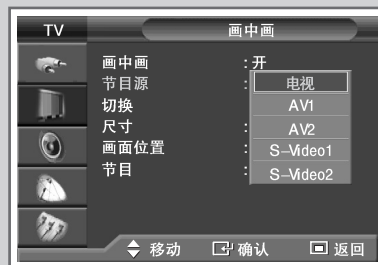 TV 画中画
画中画 : 开
节目源 : 电视
切换 AV1
尺寸 : AV2
画面位置 : S-Video1
节目 : S-Video2
移动 确认 返回